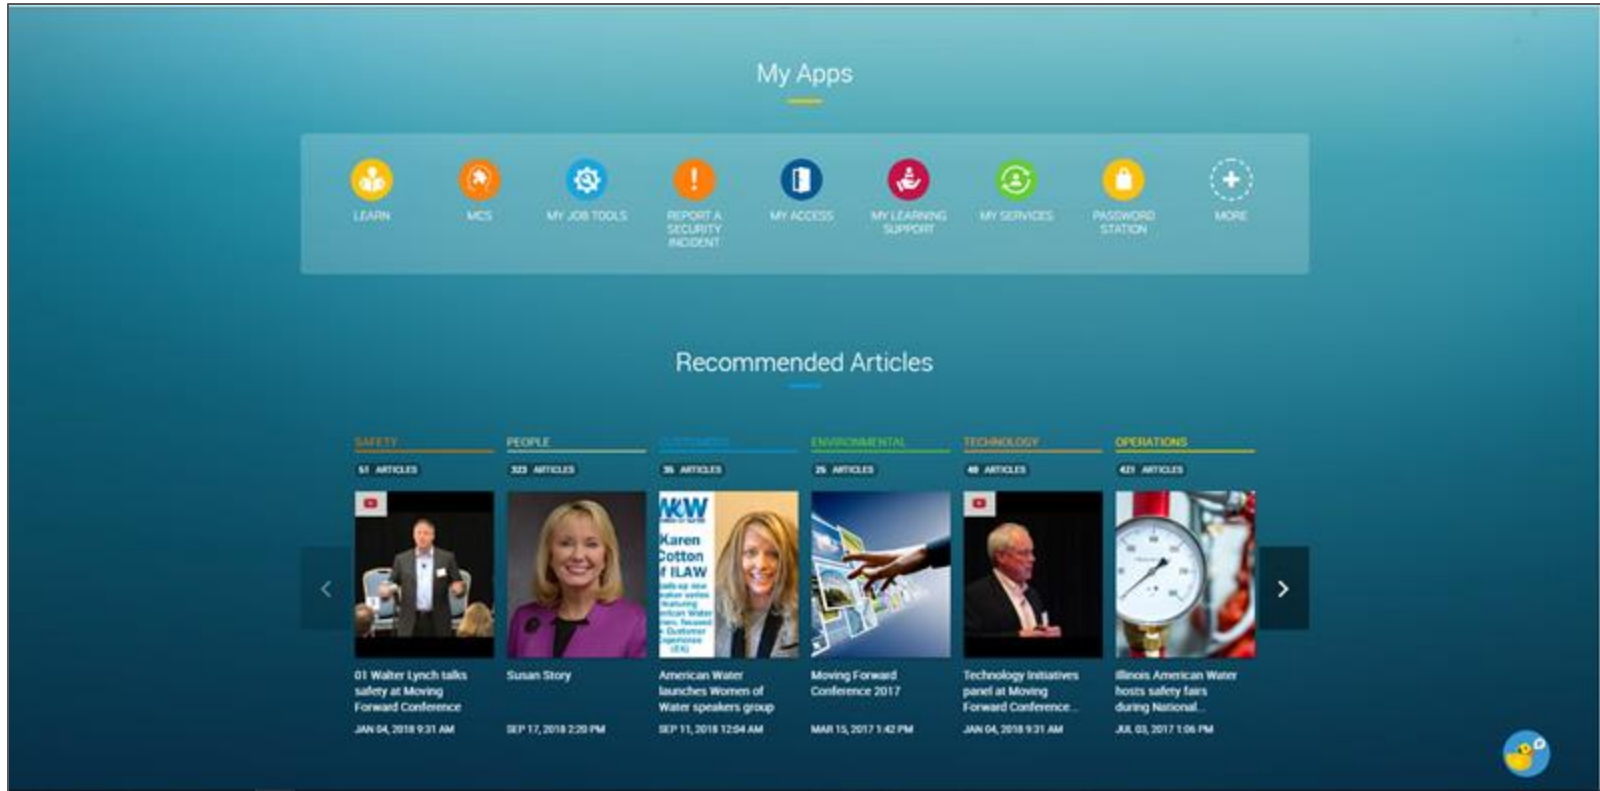 My Apps
LEARN
MCS
MY JOB TOOLS
REPORT A
SECURITY
INCIDENT
MY ACCESS
MY LEARNING
SUPPORT
MY SERVICES
PASSWORD
STATION
MORE
Recommended Articles
SAFETY
PEOPLE
CUSTOMERS
ENVIRONMENTAL
TECHNOLOGY
OPERATIONS
51 ARTICLES
323 ARTICLES
35 ARTICLES
25 ARTICLES
40 ARTICLES
421 ARTICLES
Karen
Cotton
of ILAW
01 Walter Lynch talks
safety at Moving
Forward Conference
JAN 04, 2018 9:31 AM
Susan Story
SEP 17, 2018 2:20 PM
American Water
launches Women of
Water speakers group
SEP 11, 2018 12:04 AM
Moving Forward
Conference 2017
MAR 15, 2017 1:42 PM
Technology Initiatives
panel at Moving
Forward Conference...
JAN 04, 2018 9:31 AM
Illinois American Water
hosts safety fairs
during National...
JUL 03, 2017 1:06 PM